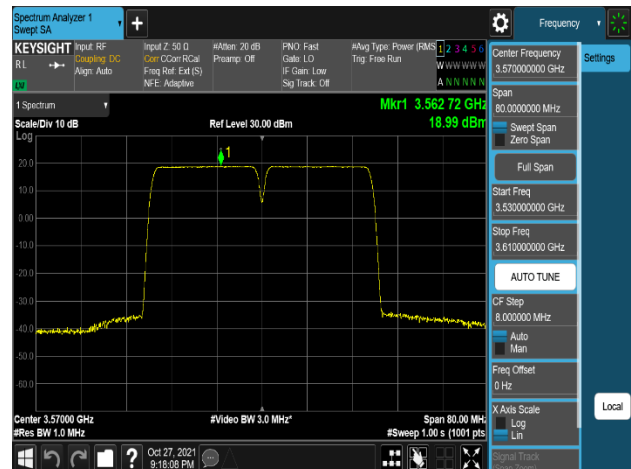 Spectrum Analyzer 1
Swept SA
Frequency
KEYSIGHT
RL
Input: RF
Coupling: DC
Align: Auto
Input Z: 50 Ω
Corr CCorr RCal
Freq Ref: Ext (S)
NFE: Adaptive
#Atten: 20 dB
Preamp: Off
PNO: Fast
Gate: LO
IF Gain: Low
Sig Track: Off
#Avg Type: Power (RMS
Trig: Free Run
1 2 3 4 5 6
W W W W W W
A N N N N N
LXI
1 Spectrum
Mkr1 3.562 72 GHz
Scale/Div 10 dB
Ref Level 30.00 dBm
18.99 dBm
Log
1
20.0
10.0
0.00
-10.0
-20.0
-30.0
-40.0
-50.0
-60.0
Center 3.57000 GHz
#Video BW 3.0 MHz*
Span 80.00 MHz
#Res BW 1.0 MHz
#Sweep 1.00 s (1001 pts
Center Frequency
3.570000000 GHz
Settings
Span
80.0000000 MHz
Swept Span
Zero Span
Full Span
Start Freq
3.530000000 GHz
Stop Freq
3.610000000 GHz
AUTO TUNE
CF Step
8.000000 MHz
Auto
Man
Freq Offset
0 Hz
X Axis Scale
Log
Lin
Local
Signal Track
(Span Zoom)
?
Oct 27, 2021
9:18:08 PM